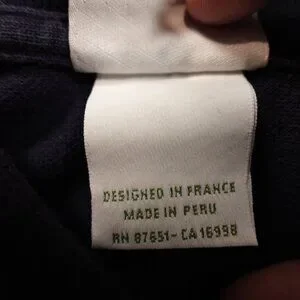 DESIGNED IN FRANCE
MADE IN PERU
RN 87651-CA 16998